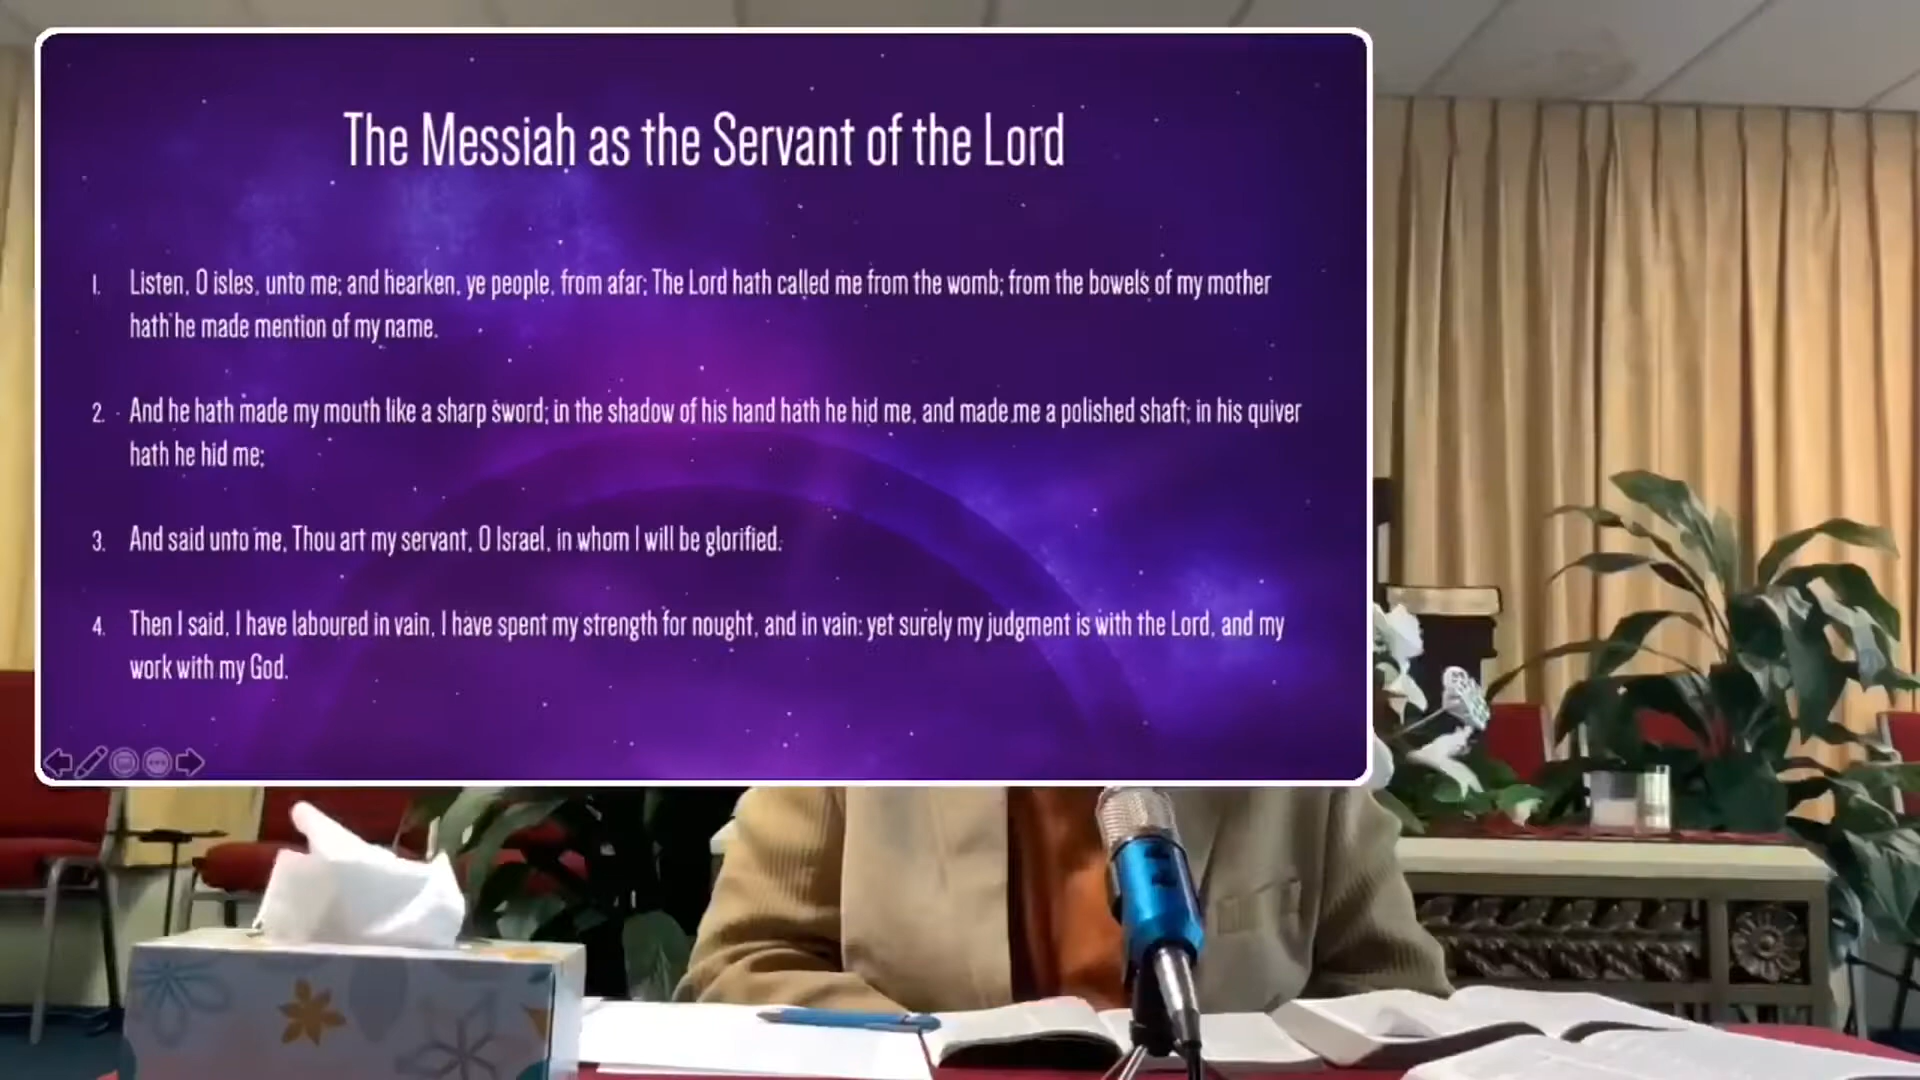 The Messiah as the Servant of the Lord
1. Listen, O isles, unto me; and hearken, ye people, from afar; The Lord hath called me from the womb; from the bowels of my mother
hath he made mention of my name.
2. And he hath made my mouth like a sharp sword; in the shadow of his hand hath he hid me, and made me a polished shaft; in his quiver
hath he hid me;
3. And said unto me, Thou art my servant, O Israel, in whom I will be glorified.
4. Then I said, I have laboured in vain, I have spent my strength for nought, and in vain: yet surely my judgment is with the Lord, and my
work with my God.